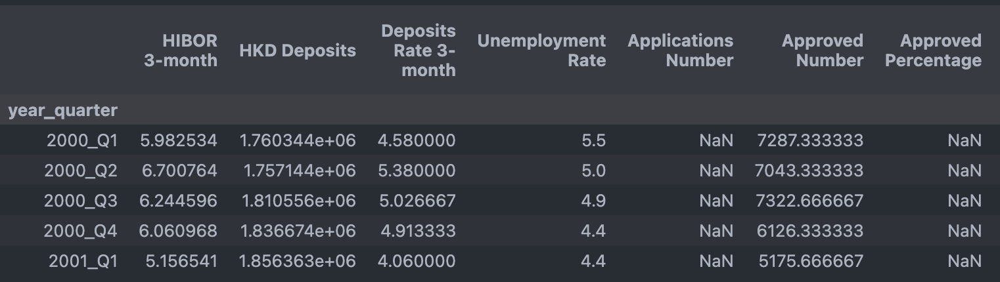 HIBOR 3-month HKD Deposits Deposits Rate 3-month Unemployment Rate Applications Number Approved Number Approved Percentage
year_quarter
2000_Q1 5.982534 1.760344e+06 4.580000 5.5 NaN 7287.333333 NaN
2000_Q2 6.700764 1.757144e+06 5.380000 5.0 NaN 7043.333333 NaN
2000_Q3 6.244596 1.810556e+06 5.026667 4.9 NaN 7322.666667 NaN
2000_Q4 6.060968 1.836674e+06 4.913333 4.4 NaN 6126.333333 NaN
2001_Q1 5.156541 1.856363e+06 4.060000 4.4 NaN 5175.666667 NaN